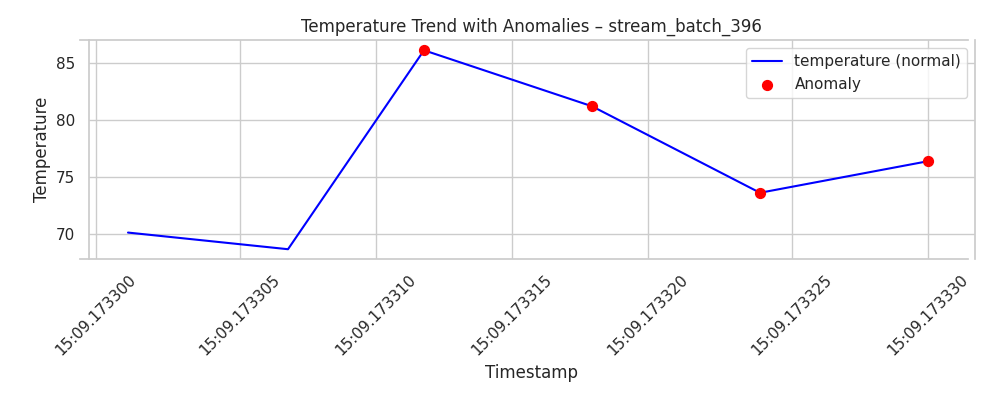 Temperature Trend with Anomalies – stream_batch_396
temperature (normal)
Anomaly
Temperature
85
80
75
70
15:09.173300
15:09.173305
15:09.173310
15:09.173315
15:09.173320
15:09.173325
15:09.173330
Timestamp